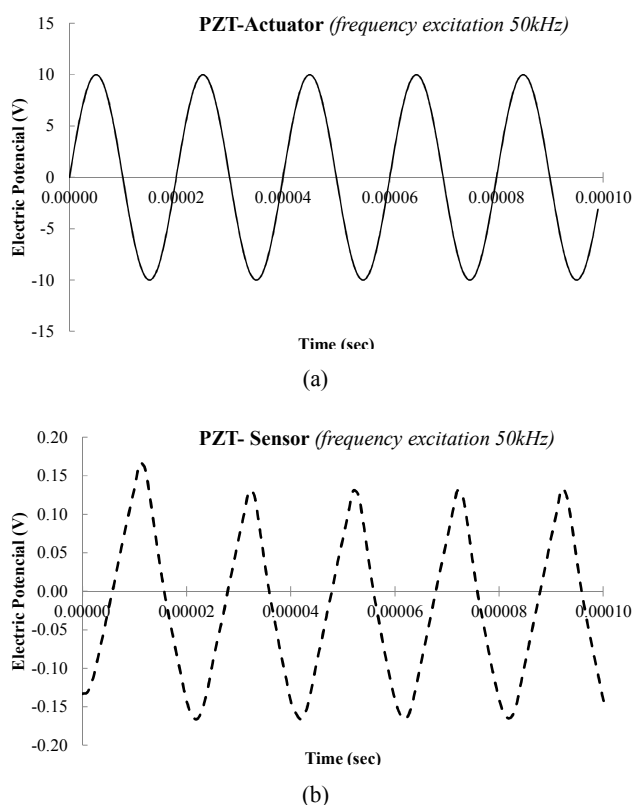 PZT-Actuator (frequency excitation 50kHz)
15
10
5
0
-5
-10
-15
0.00000 0.00002 0.00004 0.00006 0.00008 0.00010
Electric Potencial (V)
Time (sec)
(a)
PZT- Sensor (frequency excitation 50kHz)
0.20
0.15
0.10
0.05
0.00
-0.05
-0.10
-0.15
-0.20
0.00000 0.00002 0.00004 0.00006 0.00008 0.00010
Electric Potencial (V)
Time (sec)
(b)